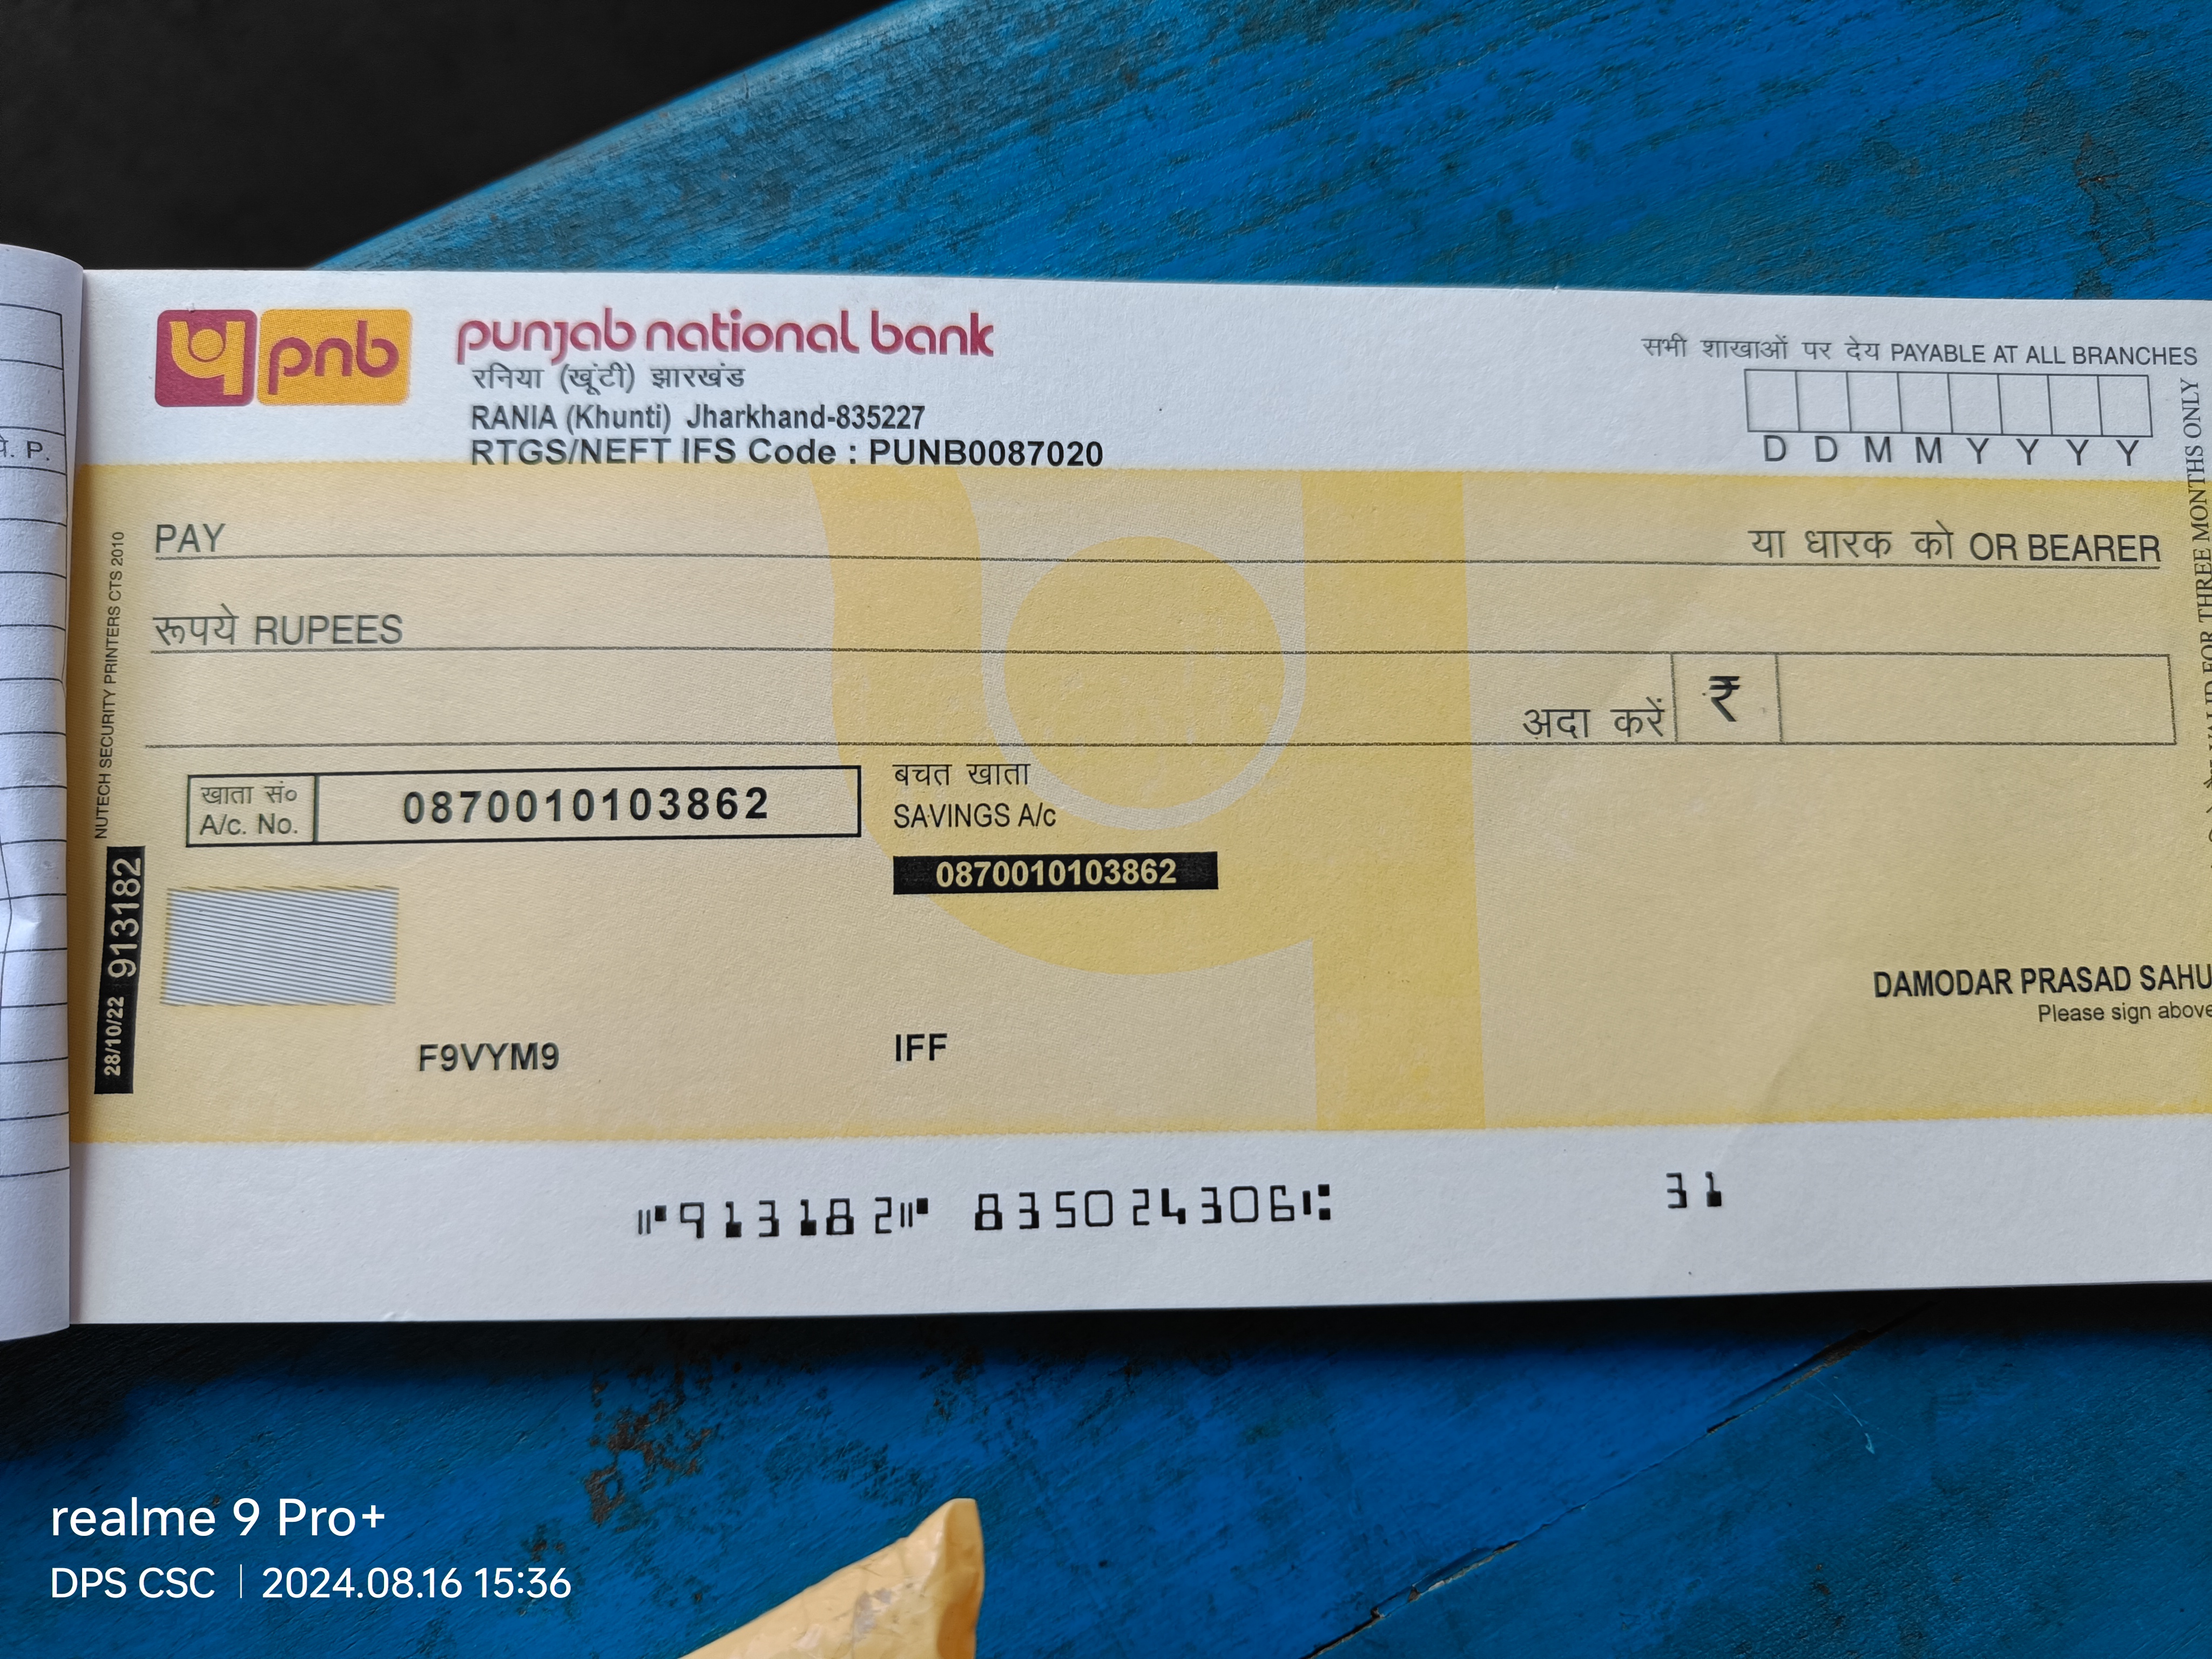 पे. P.
pnb
punjab national bank
रनिया (खूंटी) झारखंड
RANIA (Khunti) Jharkhand-835227
RTGS/NEFT IFS Code : PUNB0087020
सभी शाखाओं पर देय PAYABLE AT ALL BRANCHES
D D M M Y Y Y Y
FOR THREE MONTHS ONLY
PAY
या धारक को OR BEARER
रूपये RUPEES
अदा करें ₹
खाता सं०
A/c. No.
0870010103862
बचत खाता
SAVINGS A/c
0870010103862
NUTECH SECURITY PRINTERS CTS 2010
28/10/22 913182
DAMODAR PRASAD SAHU
Please sign above
F9VYM9
IFF
⑈913182⑈ 835024306⑆ 31
realme 9 Pro+
DPS CSC | 2024.08.16 15:36